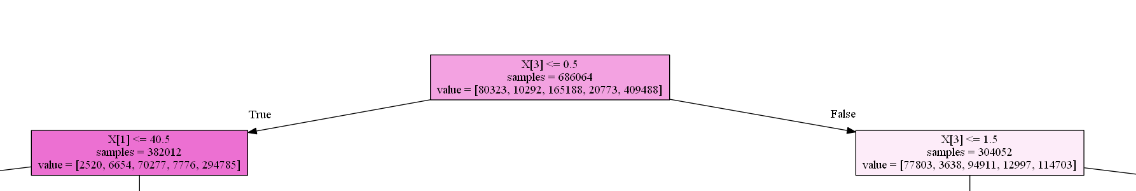 X[3] <= 0.5
samples = 686064
value = [80323, 10292, 165188, 20773, 409488]
True
False
X[1] <= 40.5
samples = 382012
value = [2520, 6654, 70277, 7776, 294785]
X[3] <= 1.5
samples = 304052
value = [77803, 3638, 94911, 12997, 114703]